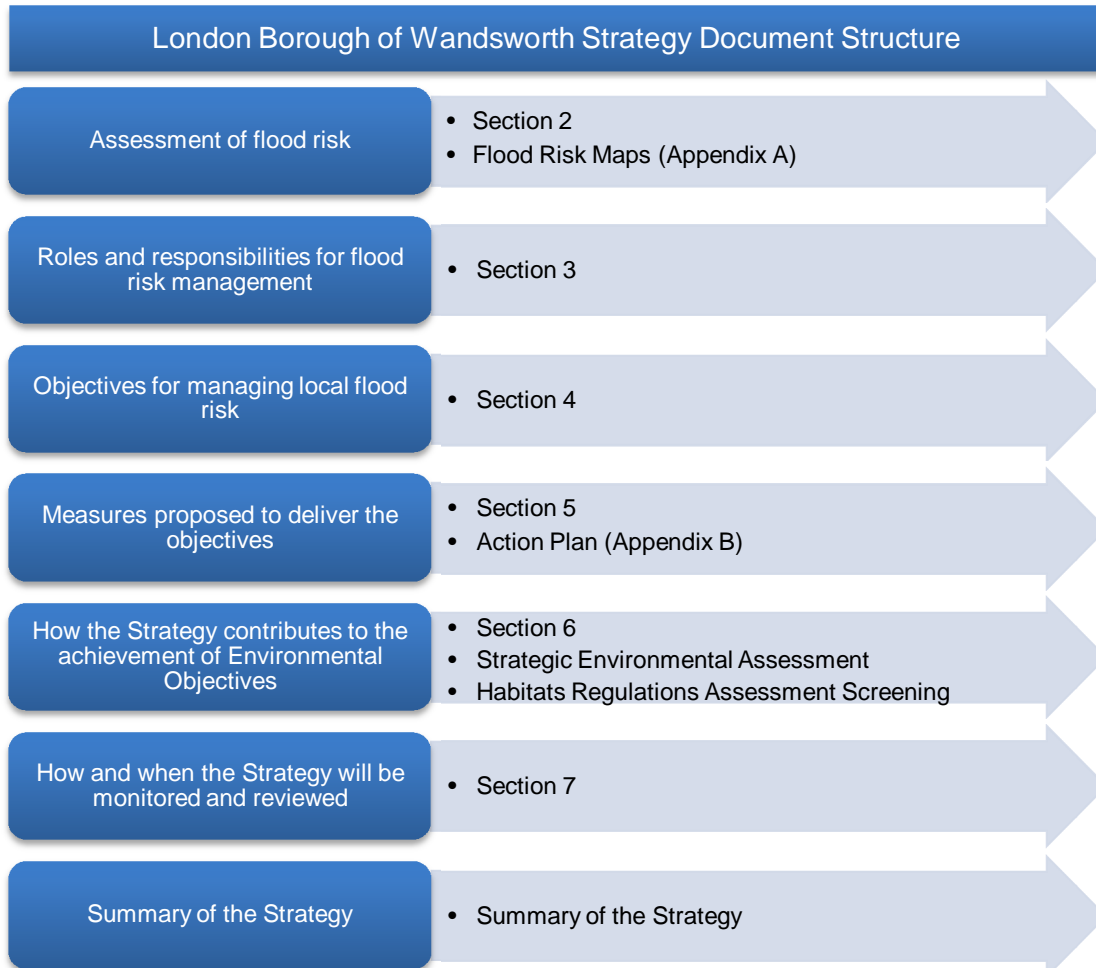 London Borough of Wandsworth Strategy Document Structure
Assessment of flood risk
• Section 2
• Flood Risk Maps (Appendix A)
Roles and responsibilities for flood
risk management
• Section 3
Objectives for managing local flood
risk
• Section 4
Measures proposed to deliver the
objectives
• Section 5
• Action Plan (Appendix B)
How the Strategy contributes to the
achievement of Environmental
Objectives
• Section 6
• Strategic Environmental Assessment
• Habitats Regulations Assessment Screening
How and when the Strategy will be
monitored and reviewed
• Section 7
Summary of the Strategy
• Summary of the Strategy